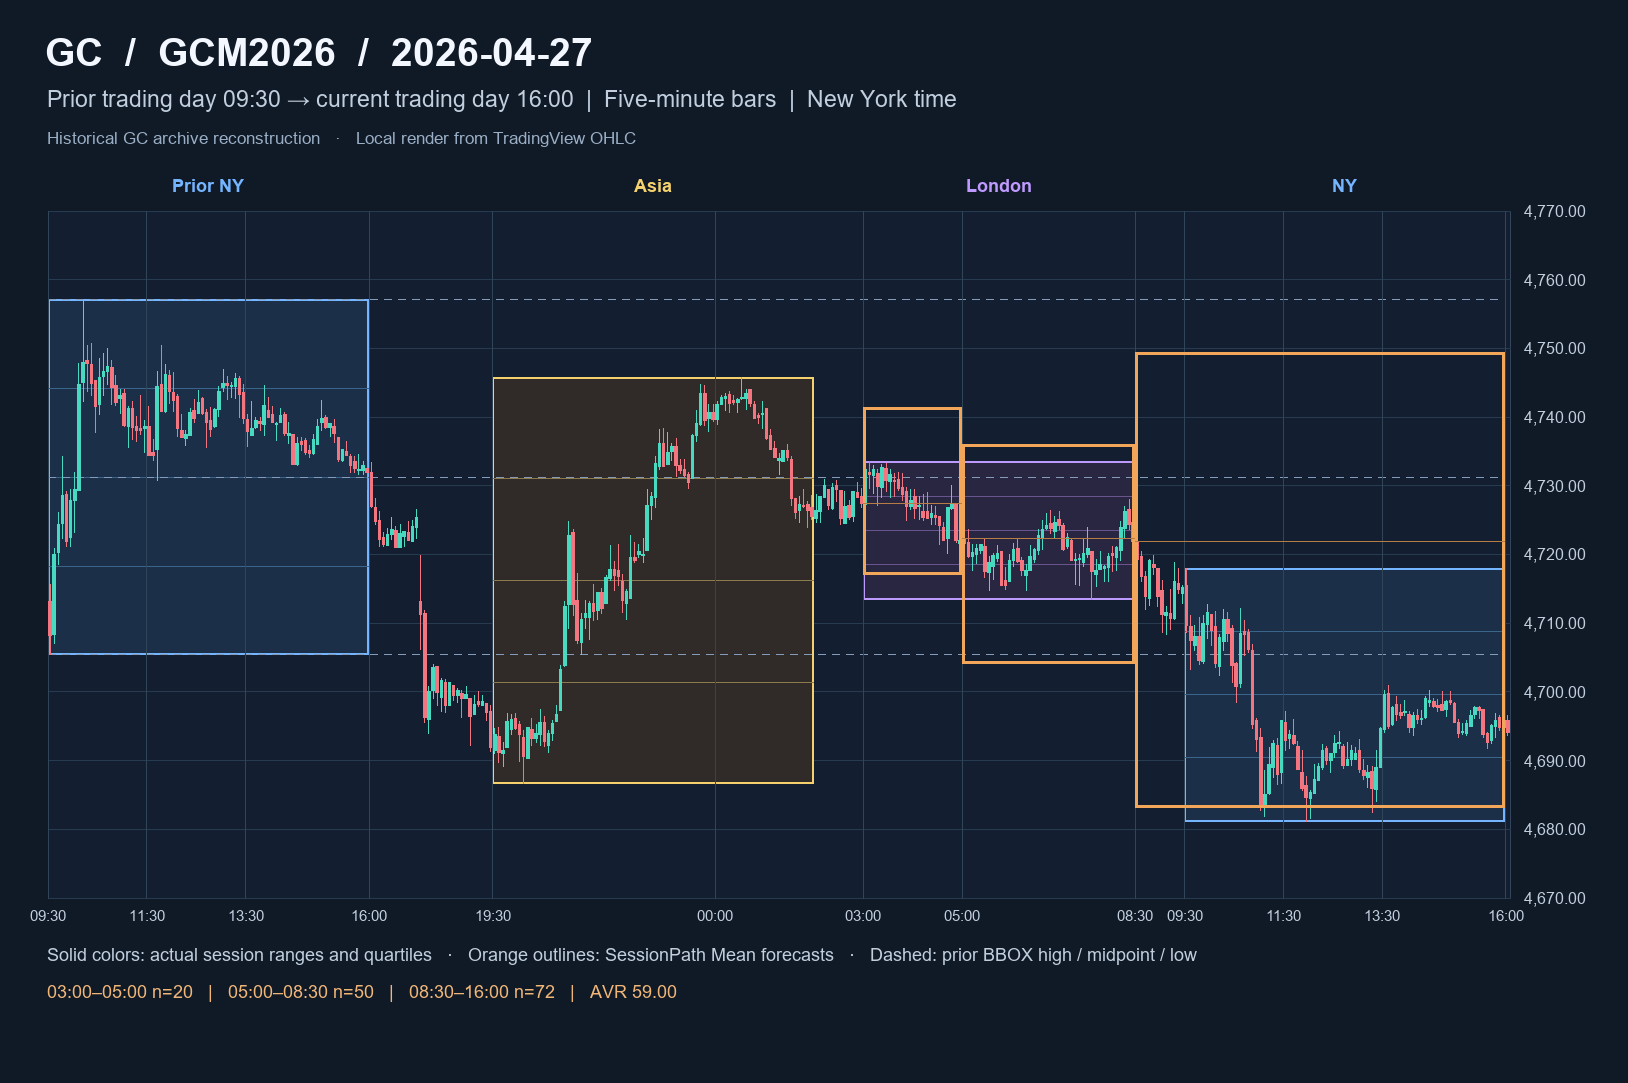 GC / GCM2026 / 2026-04-27
Prior trading day 09:30 → current trading day 16:00 | Five-minute bars | New York time
Historical GC archive reconstruction · Local render from TradingView OHLC
Prior NY Asia London NY
4,770.00
4,760.00
4,750.00
4,740.00
4,730.00
4,720.00
4,710.00
4,700.00
4,690.00
4,680.00
4,670.00
09:30 11:30 13:30 16:00 19:30 00:00 03:00 05:00 08:30 09:30 11:30 13:30 16:00
Solid colors: actual session ranges and quartiles · Orange outlines: SessionPath Mean forecasts · Dashed: prior BBOX high / midpoint / low
03:00–05:00 n=20 | 05:00–08:30 n=50 | 08:30–16:00 n=72 | AVR 59.00